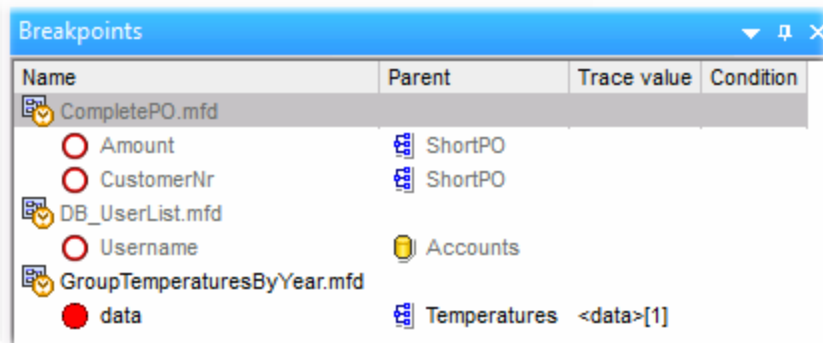 Breakpoints
Name Parent Trace value Condition
CompletePO.mfd
Amount ShortPO
CustomerNr ShortPO
DB_UserList.mfd
Username Accounts
GroupTemperaturesByYear.mfd
data Temperatures <data>[1]